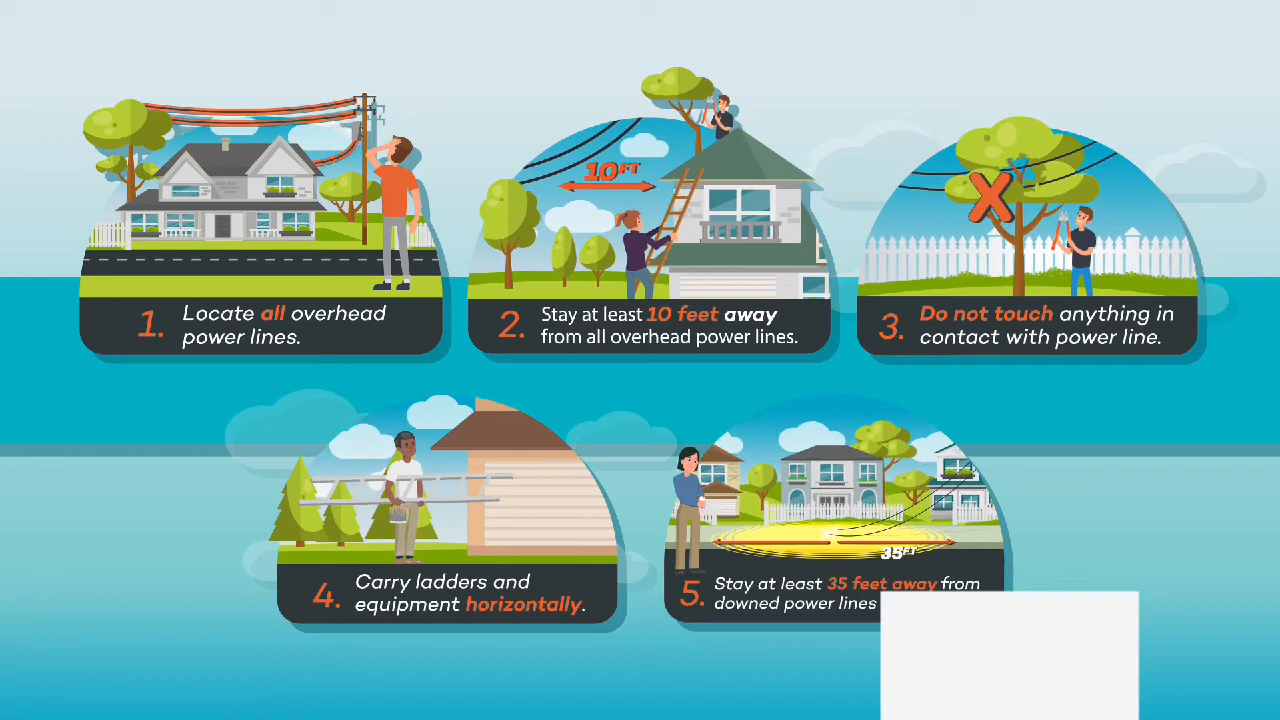 10FT
X
1. Locate all overhead
power lines.
2. Stay at least 10 feet away
from all overhead power lines.
3. Do not touch anything in
contact with power line.
35FT
4. Carry ladders and
equipment horizontally.
5. Stay at least 35 feet away from
downed power lines